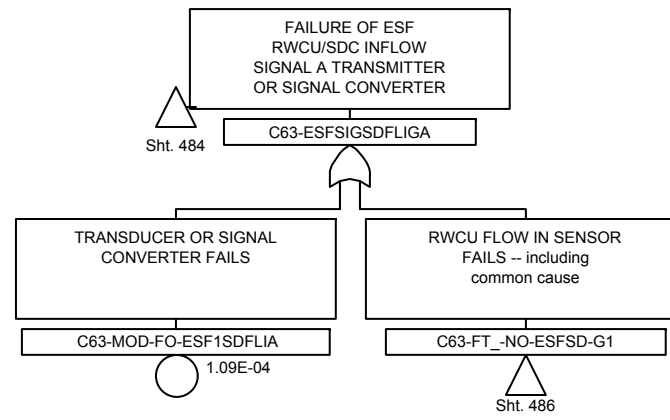 FAILURE OF ESF
RWCU/SDC INFLOW
SIGNAL A TRANSMITTER
OR SIGNAL CONVERTER
Sht. 484
C63-ESFSIGSDFLIGA
TRANSDUCER OR SIGNAL
CONVERTER FAILS
C63-MOD-FO-ESF1SDFLIA
1.09E-04
RWCU FLOW IN SENSOR
FAILS -- including
common cause
C63-FT_-NO-ESFSD-G1
Sht. 486